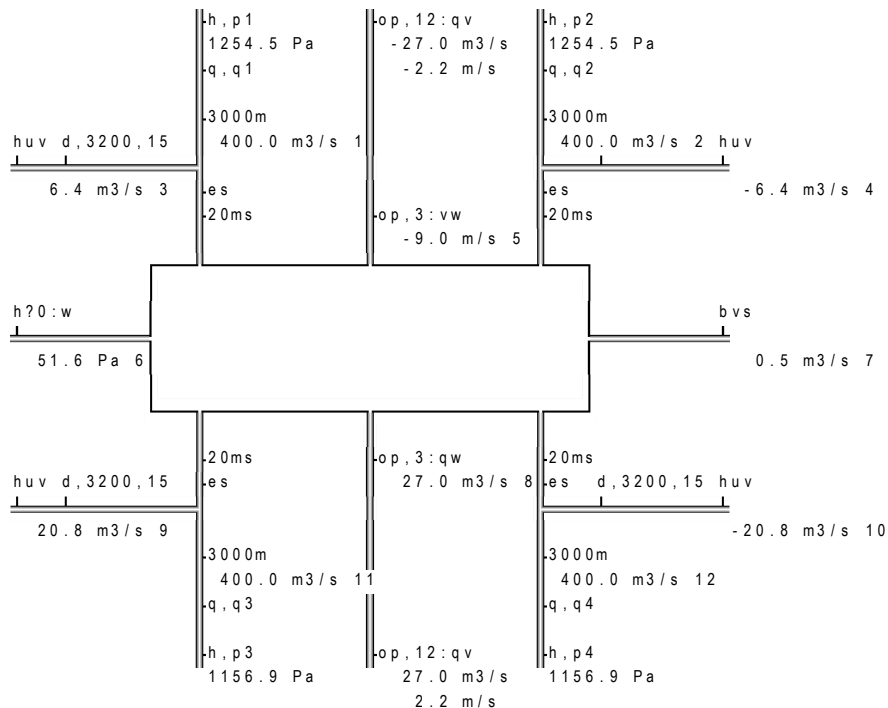 h,p1
1254.5 Pa
q,q1
3000m
400.0 m3/s 1
es
20ms
op,12:qv
-27.0 m3/s
-2.2 m/s
op,3:vw
-9.0 m/s 5
h,p2
1254.5 Pa
q,q2
3000m
400.0 m3/s 2 huv
es
20ms
huv d,3200,15
6.4 m3/s 3
-6.4 m3/s 4
h?0:w
51.6 Pa 6
bvs
0.5 m3/s 7
20ms
es
huv d,3200,15
20.8 m3/s 9
3000m
400.0 m3/s 11
q,q3
h,p3
1156.9 Pa
op,3:qw
27.0 m3/s 8
op,12:qv
27.0 m3/s
2.2 m/s
20ms
es d,3200,15 huv
-20.8 m3/s 10
3000m
400.0 m3/s 12
q,q4
h,p4
1156.9 Pa